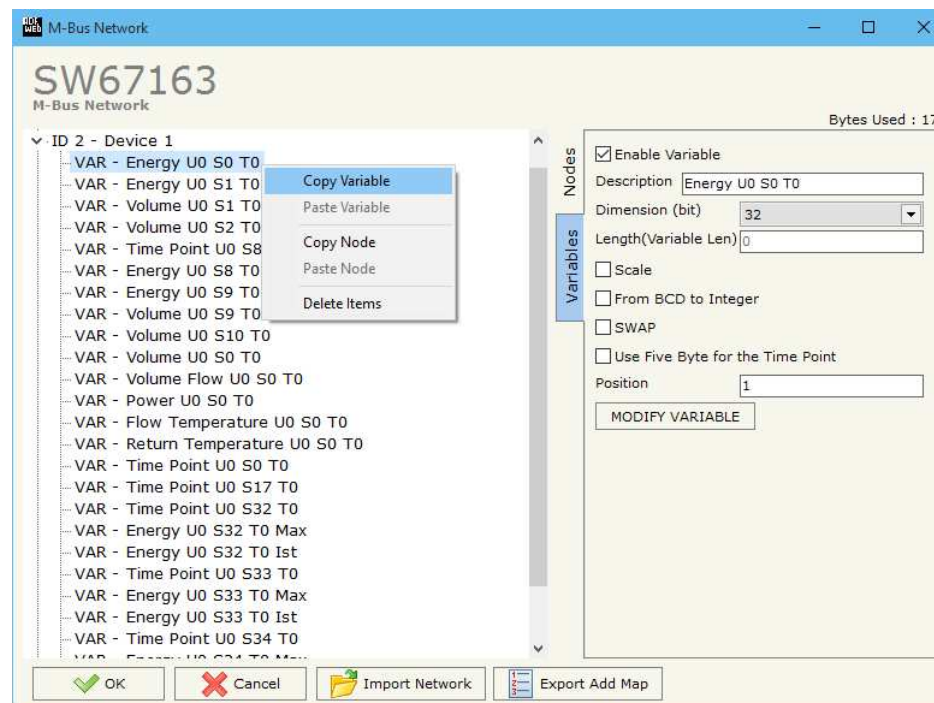 M-Bus Network
SW67163
M-Bus Network
Bytes Used : 17
ID 2 - Device 1
VAR - Energy U0 S0 T0
VAR - Energy U0 S1 T0
VAR - Volume U0 S1 T0
VAR - Volume U0 S2 T0
VAR - Time Point U0 S8
VAR - Energy U0 S8 T0
VAR - Energy U0 S9 T0
VAR - Volume U0 S9 T0
VAR - Volume U0 S10 T0
VAR - Volume U0 S0 T0
VAR - Volume Flow U0 S0 T0
VAR - Power U0 S0 T0
VAR - Flow Temperature U0 S0 T0
VAR - Return Temperature U0 S0 T0
VAR - Time Point U0 S0 T0
VAR - Time Point U0 S17 T0
VAR - Time Point U0 S32 T0
VAR - Energy U0 S32 T0 Max
VAR - Energy U0 S32 T0 Ist
VAR - Time Point U0 S33 T0
VAR - Energy U0 S33 T0 Max
VAR - Energy U0 S33 T0 Ist
VAR - Time Point U0 S34 T0
Copy Variable
Paste Variable
Copy Node
Paste Node
Delete Items
Nodes
Variables
Enable Variable
Description Energy U0 S0 T0
Dimension (bit) 32
Length(Variable Len) 0
Scale
From BCD to Integer
SWAP
Use Five Byte for the Time Point
Position 1
MODIFY VARIABLE
OK
Cancel
Import Network
Export Add Map